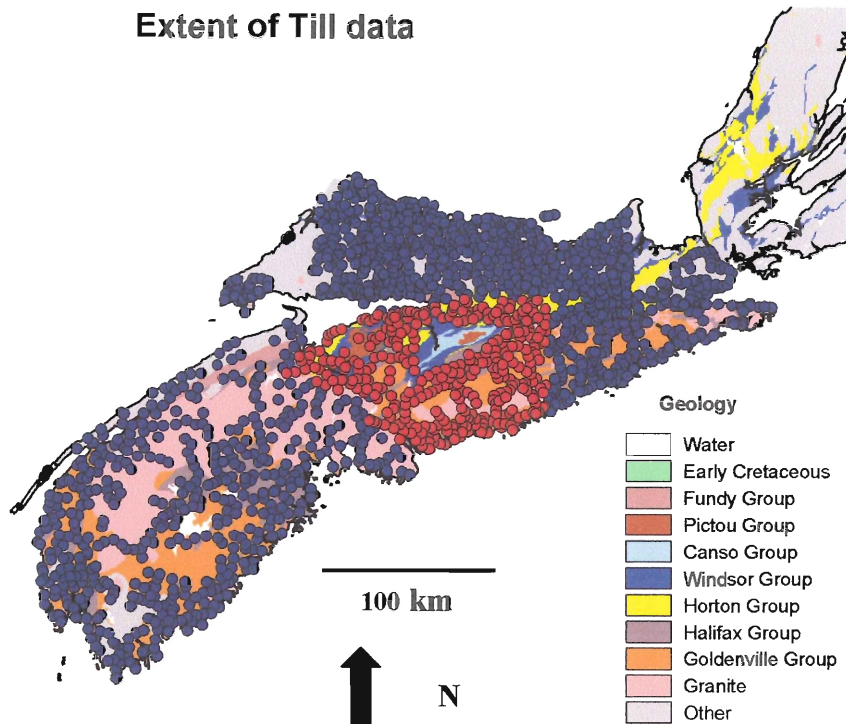 Extent of Till data
Geology
Water
Early Cretaceous
Fundy Group
Pictou Group
Canso Group
Windsor Group
Horton Group
Halifax Group
Goldenville Group
Granite
Other
100 km
N